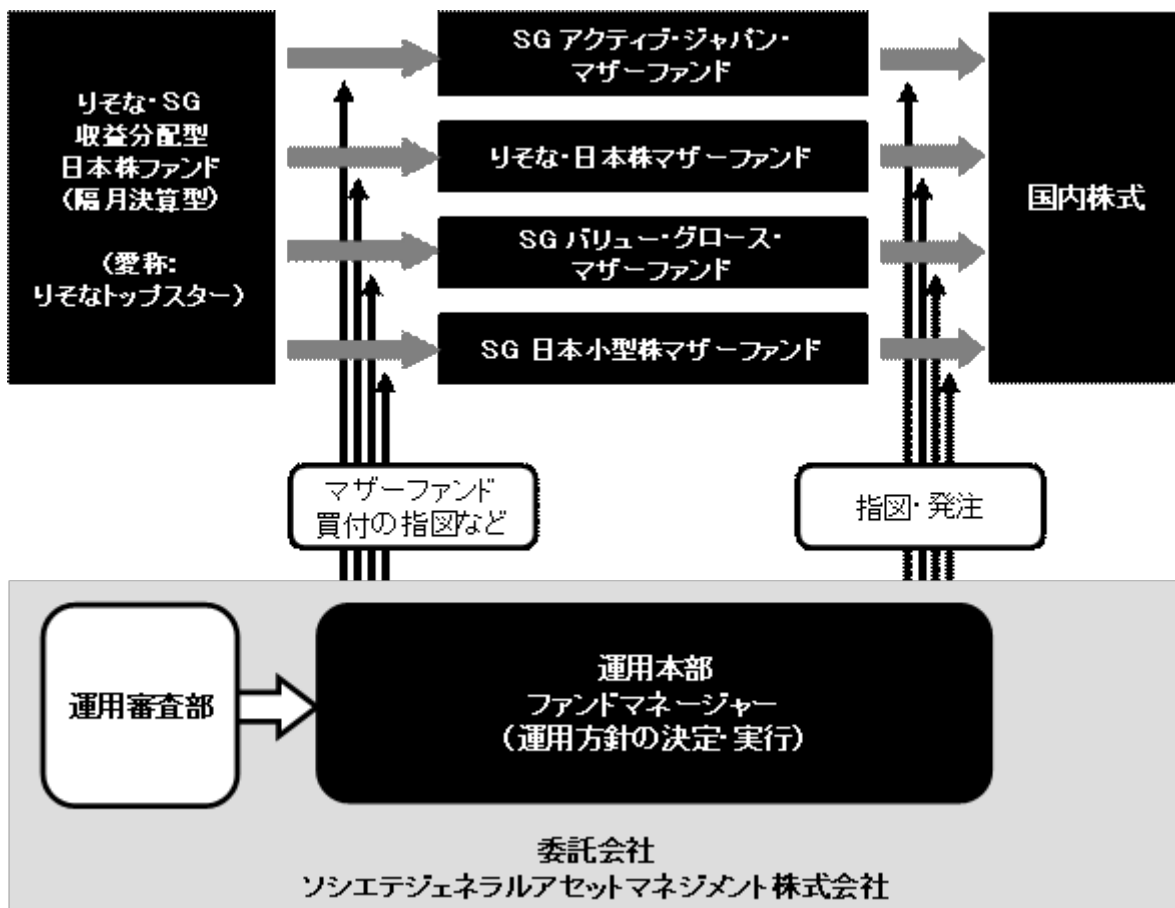 りそな・SG
収益分配型
日本株ファンド
(隔月決算型)
(愛称:
りそなトップスター)
SG アクティブ・ジャパン・
マザーファンド
りそな・日本株マザーファンド
SG バリュー・グロース・
マザーファンド
SG 日本小型株マザーファンド
国内株式
マザーファンド
買付の指図など
指図・発注
運用審査部
運用本部
ファンドマネージャー
(運用方針の決定・実行)
委託会社
ソシエテジェネラルアセットマネジメント株式会社